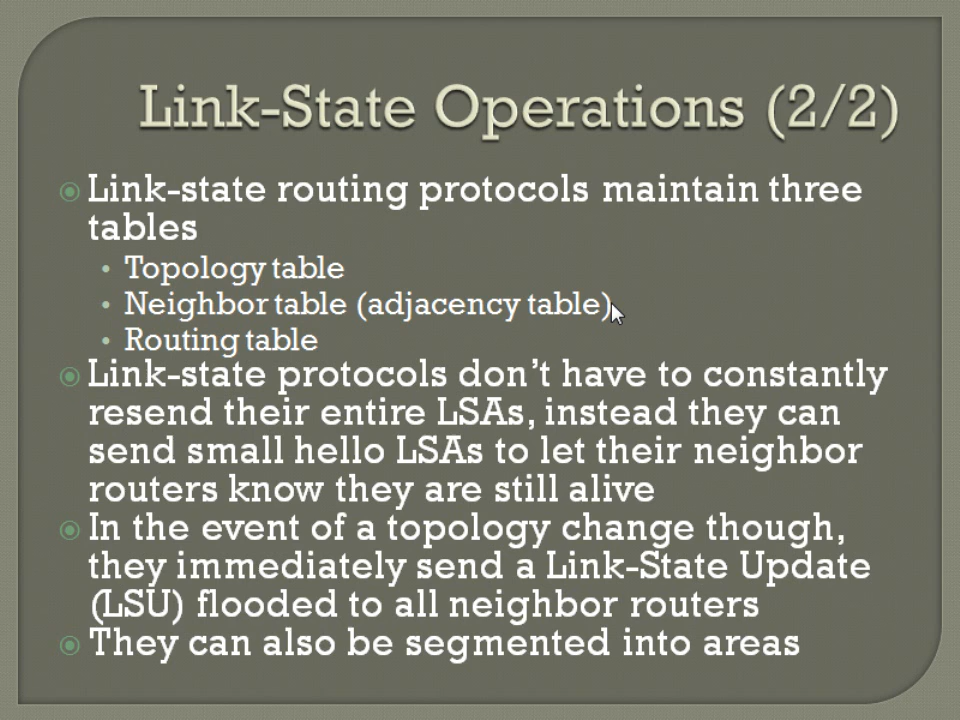 Link-State Operations (2/2)
Link-state routing protocols maintain three
tables
Topology table
Neighbor table (adjacency table)
Routing table
Link-state protocols don’t have to constantly
resend their entire LSAs, instead they can
send small hello LSAs to let their neighbor
routers know they are still alive
In the event of a topology change though,
they immediately send a Link-State Update
(LSU) flooded to all neighbor routers
They can also be segmented into areas